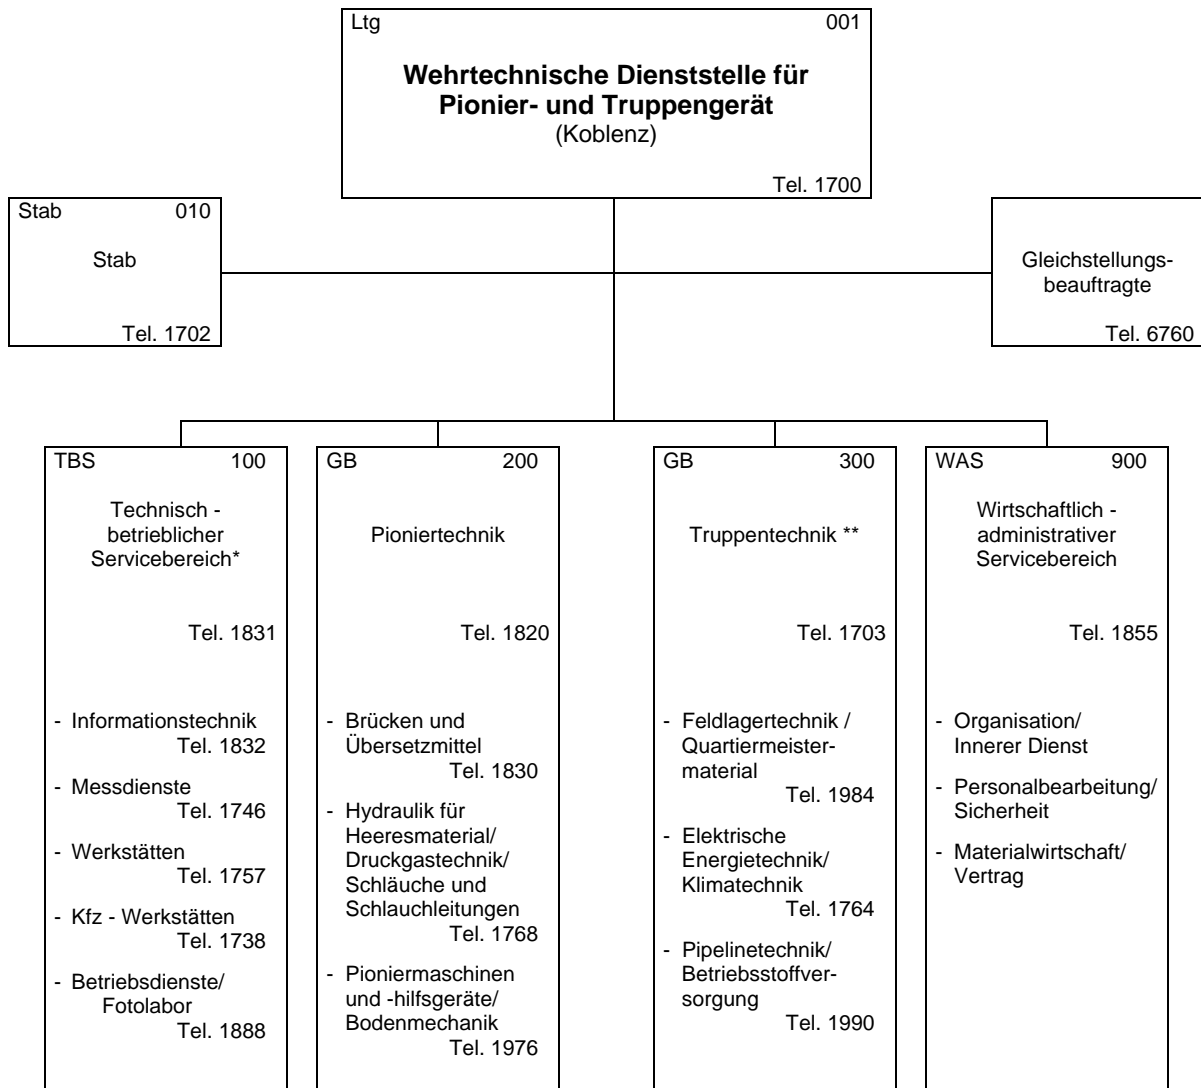 Ltg 001
Wehrtechnische Dienststelle für
Pionier- und Truppengerät
(Koblenz)
Tel. 1700
Stab 010
Stab
Tel. 1702
Gleichstellungs-
beauftragte
Tel. 6760
TBS 100
Technisch -
betrieblicher
Servicebereich*
Tel. 1831
- Informationstechnik
Tel. 1832
- Messdienste
Tel. 1746
- Werkstätten
Tel. 1757
- Kfz - Werkstätten
Tel. 1738
- Betriebsdienste/
Fotolabor
Tel. 1888
GB 200
Pioniertechnik
Tel. 1820
- Brücken und
Übersetzmittel
Tel. 1830
- Hydraulik für
Heeresmaterial/
Druckgastechnik/
Schläuche und
Schlauchleitungen
Tel. 1768
- Pioniermaschinen
und -hilfsgeräte/
Bodenmechanik
Tel. 1976
GB 300
Truppentechnik **
Tel. 1703
- Feldlagertechnik /
Quartiermeister-
material
Tel. 1984
- Elektrische
Energietechnik/
Klimatechnik
Tel. 1764
- Pipelinetechnik/
Betriebsstoffver-
sorgung
Tel. 1990
WAS 900
Wirtschaftlich -
administrativer
Servicebereich
Tel. 1855
- Organisation/
Innerer Dienst
- Personalbearbeitung/
Sicherheit
- Materialwirtschaft/
Vertrag